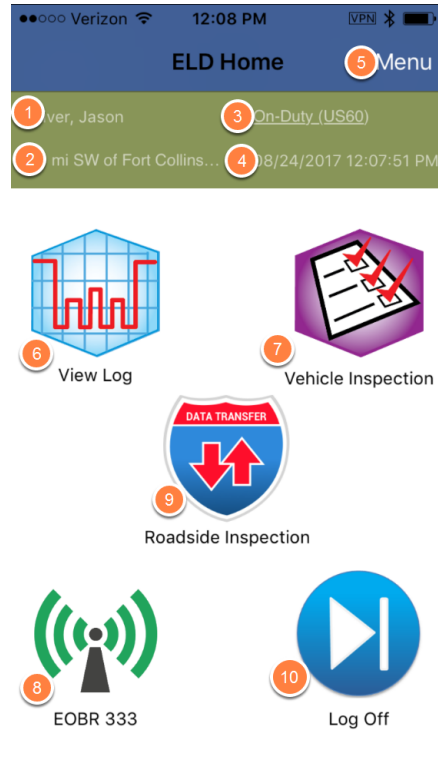 Verizon 12:08 PM VPN
ELD Home 5 Menu
1 ver, Jason 3 On-Duty (US60)
2 mi SW of Fort Collins... 4 08/24/2017 12:07:51 PM
6 7
View Log Vehicle Inspection
DATA TRANSFER
9
Roadside Inspection
8 10
EOBR 333 Log Off